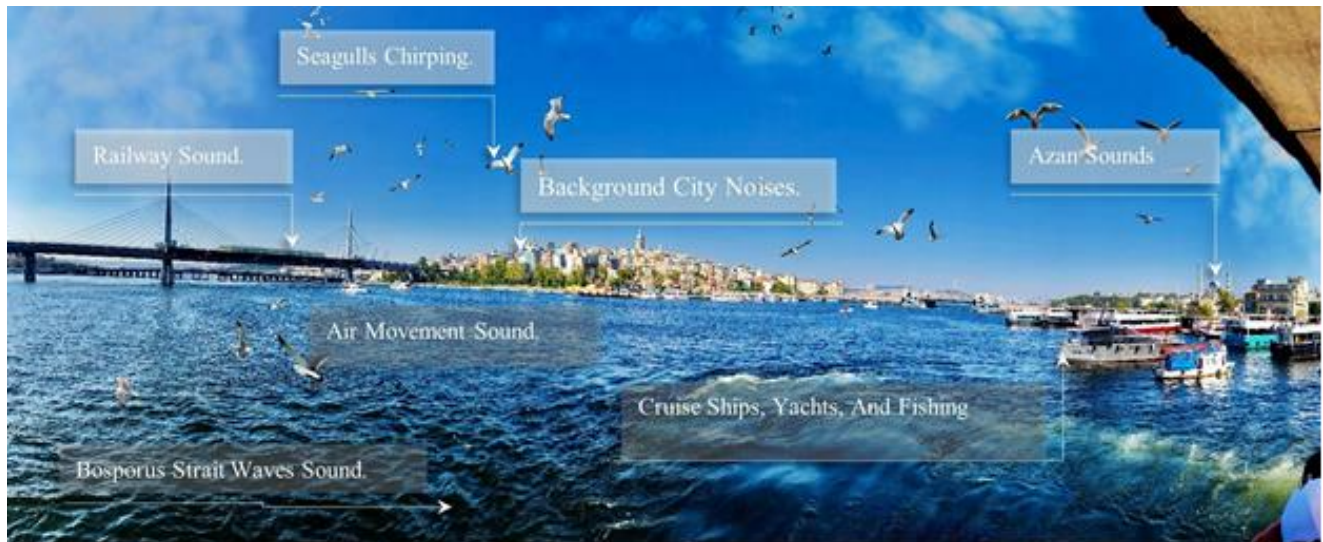 Seagulls Chirping.
Railway Sound.
Azan Sounds
Background City Noises.
Air Movement Sound.
Cruise Ships, Yachts, And Fishing
Bosporus Strait Waves Sound.